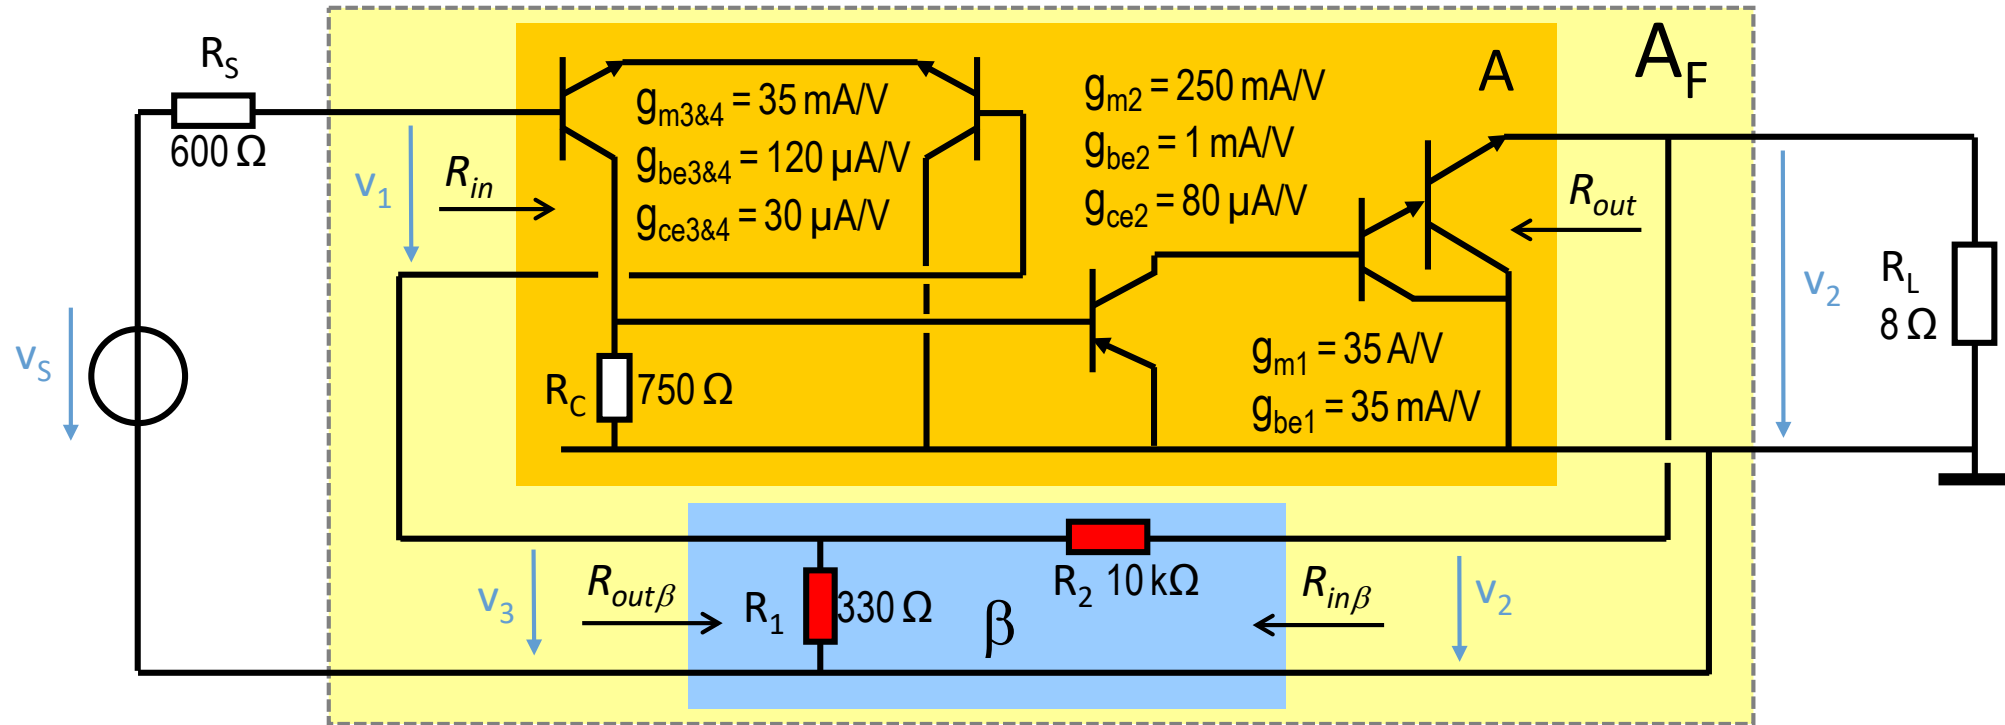 R_S
600 Ω
v_1
R_in
v_S
g_m3&4 = 35 mA/V
g_be3&4 = 120 µA/V
g_ce3&4 = 30 µA/V
R_C
750 Ω
g_m2 = 250 mA/V
g_be2 = 1 mA/V
g_ce2 = 80 µA/V
g_m1 = 35 A/V
g_be1 = 35 mA/V
A
A_F
R_out
v_2
R_L
8 Ω
v_3
R_outβ
R_1
330 Ω
β
R_2 10 kΩ
R_inβ
v_2